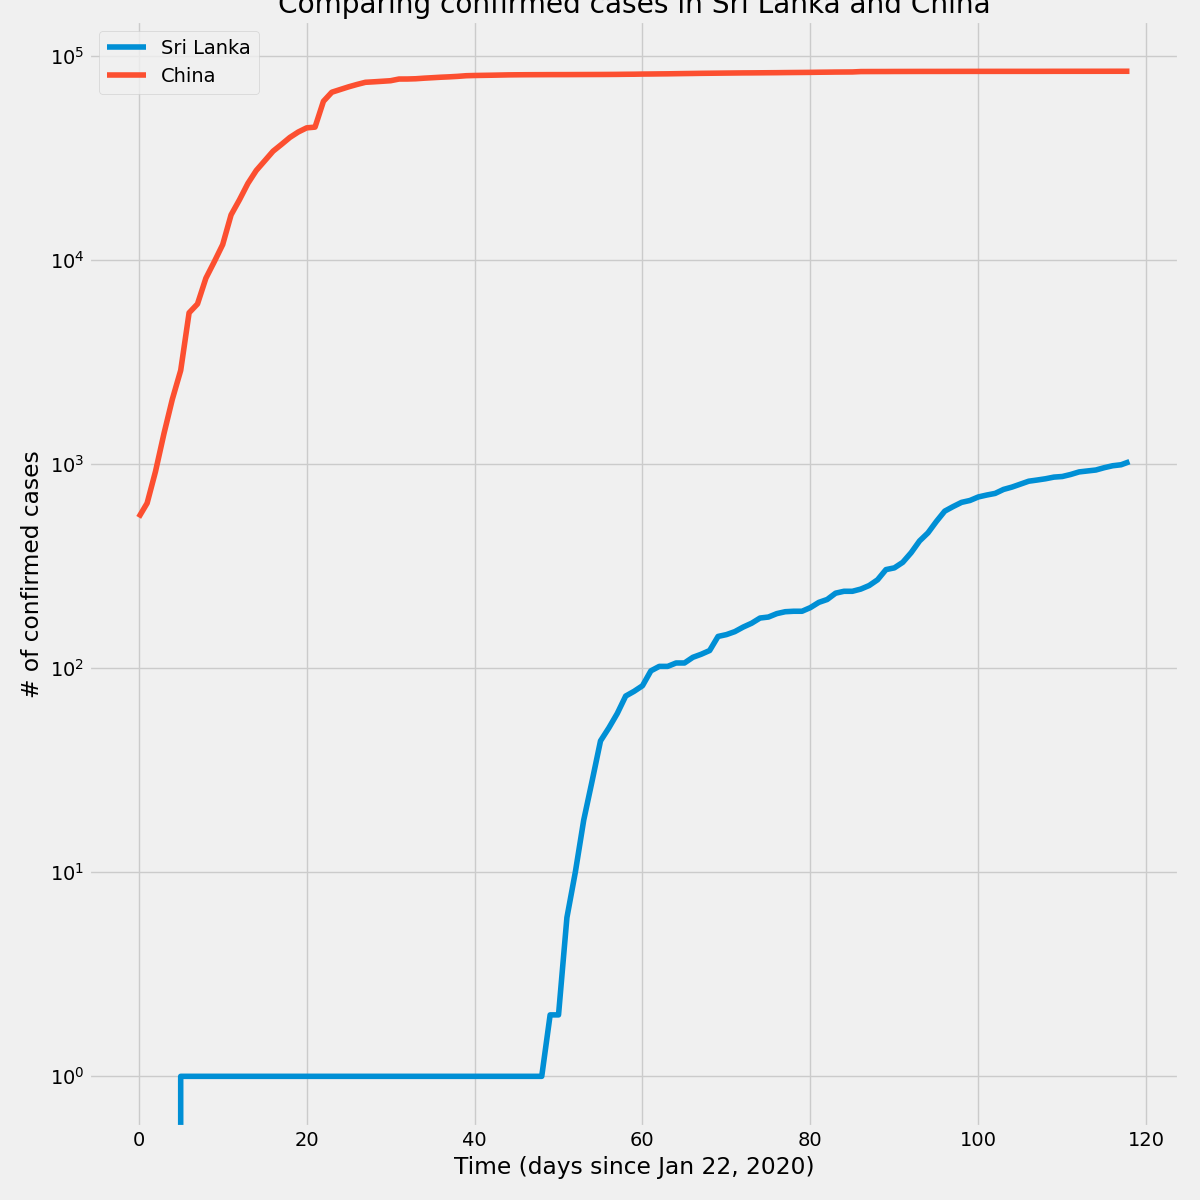 Comparing confirmed cases in Sri Lanka and China
Sri Lanka
China
10⁵
10⁴
10³
10²
10¹
10⁰
# of confirmed cases
0 20 40 60 80 100 120
Time (days since Jan 22, 2020)